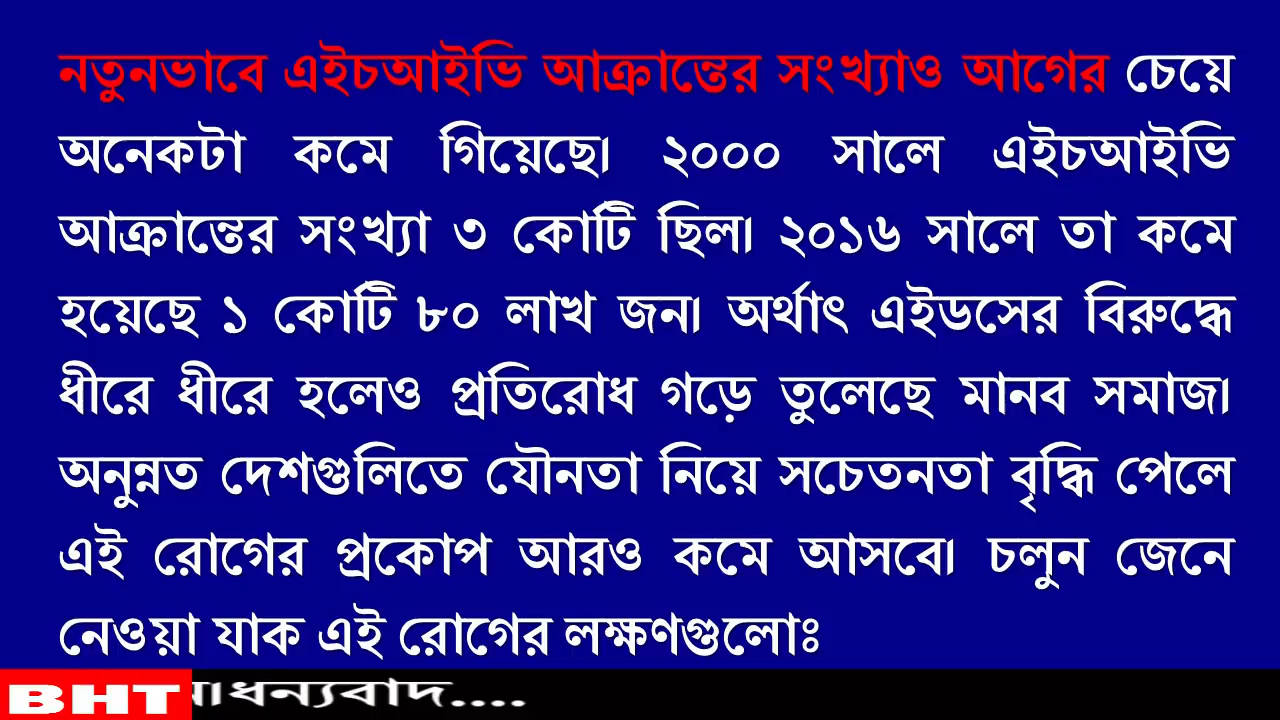 নতুনভাবে এইচআইভি আক্রান্তের সংখ্যাও আগের চেয়ে
অনেকটা কমে গিয়েছে। ২০০০ সালে এইচআইভি
আক্রান্তের সংখ্যা ৩ কোটি ছিল। ২০১৬ সালে তা কমে
হয়েছে ১ কোটি ৮০ লাখ জন। অর্থাৎ এইডসের বিরুদ্ধে
ধীরে ধীরে হলেও প্রতিরোধ গড়ে তুলেছে মানব সমাজ।
অনুন্নত দেশগুলিতে যৌনতা নিয়ে সচেতনতা বৃদ্ধি পেলে
এই রোগের প্রকোপ আরও কমে আসবে। চলুন জেনে
নেওয়া যাক এই রোগের লক্ষণগুলোঃ
BHT ধন্যবাদ....